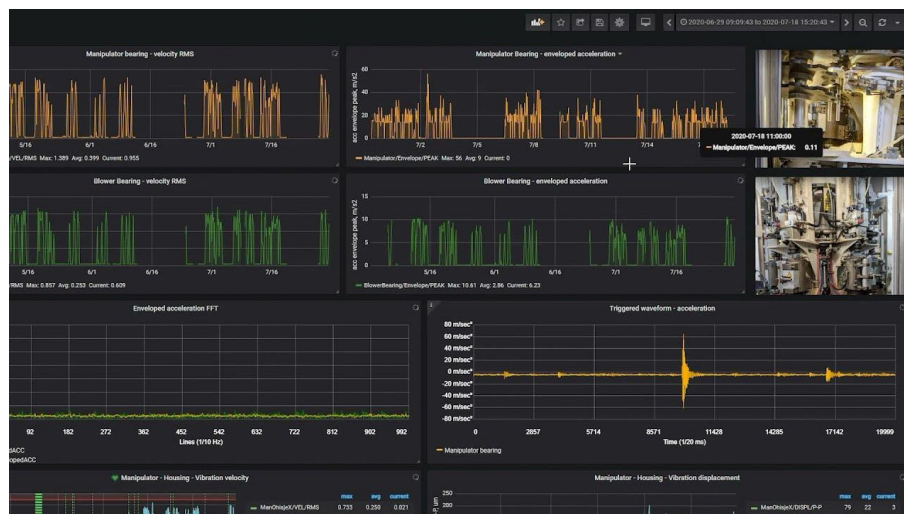 2020-06-29 09:09:43 to 2020-07-18 15:20:43
Manipulator bearing - velocity RMS
5/16 6/1 6/16 7/1 7/16
/VEL/RMS Max: 1.389 Avg: 0.399 Current: 0.955
Manipulator Bearing - enveloped acceleration
acc envelope peak, m/s2
60
40
20
0
7/2 7/5 7/8 7/11 7/14
Manipulator/Envelope/PEAK Max: 56 Avg: 9 Current: 0
2020-07-18 11:00:00
Manipulator/Envelope/PEAK: 0.11
Blower Bearing - velocity RMS
5/16 6/1 6/16 7/1 7/16
/RMS Max: 0.857 Avg: 0.253 Current: 0.609
Blower Bearing - enveloped acceleration
acc envelope peak, m/s2
15
10
5
0
5/16 6/1 6/16 7/1 7/16
BlowerBearing/Envelope/PEAK Max: 10.61 Avg: 2.86 Current: 6.23
Enveloped acceleration FFT
92 182 272 362 452 542 632 722 812 902 992
Lines (1/10 Hz)
dACC
opedACC
Triggered waveform - acceleration
80 m/sec²
60 m/sec²
40 m/sec²
20 m/sec²
0 m/sec²
-20 m/sec²
-40 m/sec²
-60 m/sec²
-80 m/sec²
0 2857 5714 8571 11428 14285 17142 19999
Time (1/20 ms)
Manipulator bearing
Manipulator - Housing - Vibration velocity
max avg current
ManOhisjeX/VEL/RMS 0.733 0.250 0.021
Manipulator - Housing - Vibration displacement
250
200
max avg current
ManOhisjeX/DISPL/P-P 79 22 3